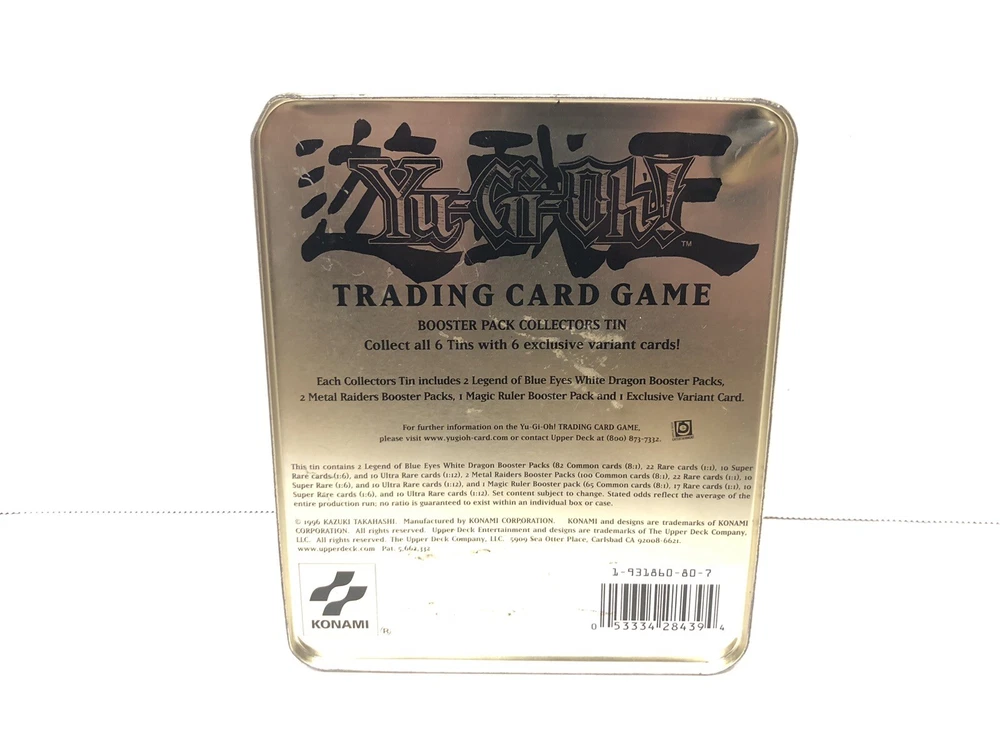 遊戯王
Yu-Gi-Oh!
TM
TRADING CARD GAME
BOOSTER PACK COLLECTORS TIN
Collect all 6 Tins with 6 exclusive variant cards!
Each Collectors Tin includes 2 Legend of Blue Eyes White Dragon Booster Packs,
2 Metal Raiders Booster Packs, 1 Magic Ruler Booster Pack and 1 Exclusive Variant Card.
For further information on the Yu-Gi-Oh! TRADING CARD GAME,
please visit www.yugioh-card.com or contact Upper Deck at (800) 873-7332.
This tin contains 2 Legend of Blue Eyes White Dragon Booster Packs (82 Common cards (8:1), 22 Rare cards (1:1), 10 Super
Rare cards (1:6), and 10 Ultra Rare cards (1:12), 2 Metal Raiders Booster Packs (100 Common cards (8:1), 22 Rare cards (1:1), 10
Super Rare (1:6), and 10 Ultra Rare cards (1:12), and 1 Magic Ruler Booster pack (65 Common cards (8:1), 17 Rare cards (1:1), 10
Super Rare cards (1:6), and 10 Ultra Rare cards (1:12). Set content subject to change. Stated odds reflect the average of the
entire production run; no ratio is guaranteed to exist within an individual box or case.
© 1996 KAZUKI TAKAHASHI. Manufactured by KONAMI CORPORATION. KONAMI and designs are trademarks of KONAMI
CORPORATION. All rights reserved. Upper Deck Entertainment and designs are trademarks of The Upper Deck Company,
LLC. All rights reserved. The Upper Deck Company, LLC. 5909 Sea Otter Place, Carlsbad CA 92008-6621.
www.upperdeck.com Pat. 5,662,332
1-931860-80-7
KONAMI
®
0 53334 28439 4